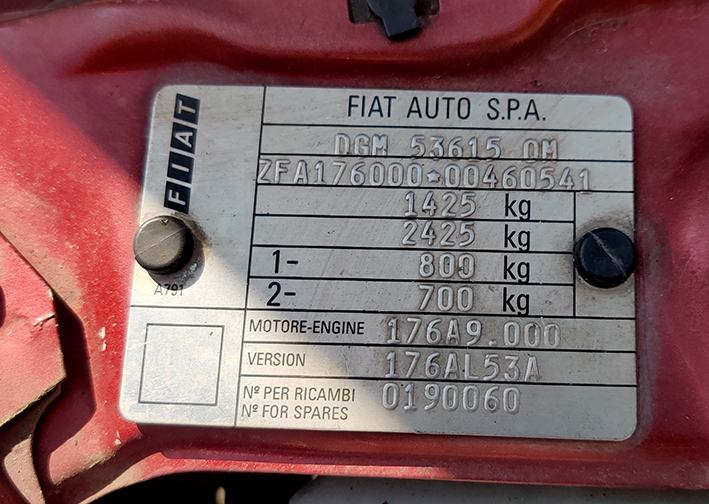 FIAT AUTO S.P.A.
FIAT
DGM 53615 OM
ZFA176000*00460541
1425 kg
2425 kg
1- 800 kg
2- 700 kg
A791
MOTORE-ENGINE 176A9.000
VERSION 176AL53A
Nº PER RICAMBI
Nº FOR SPARES 0190060